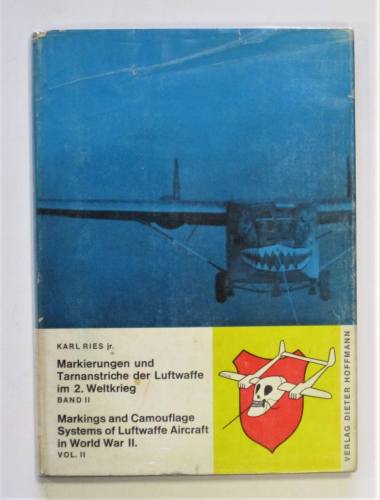 KARL RIES jr.
Markierungen und
Tarnanstriche der Luftwaffe
im 2. Weltkrieg
BAND II
Markings and Camouflage
Systems of Luftwaffe Aircraft
in World War II.
VOL. II
VERLAG DIETER HOFFMANN